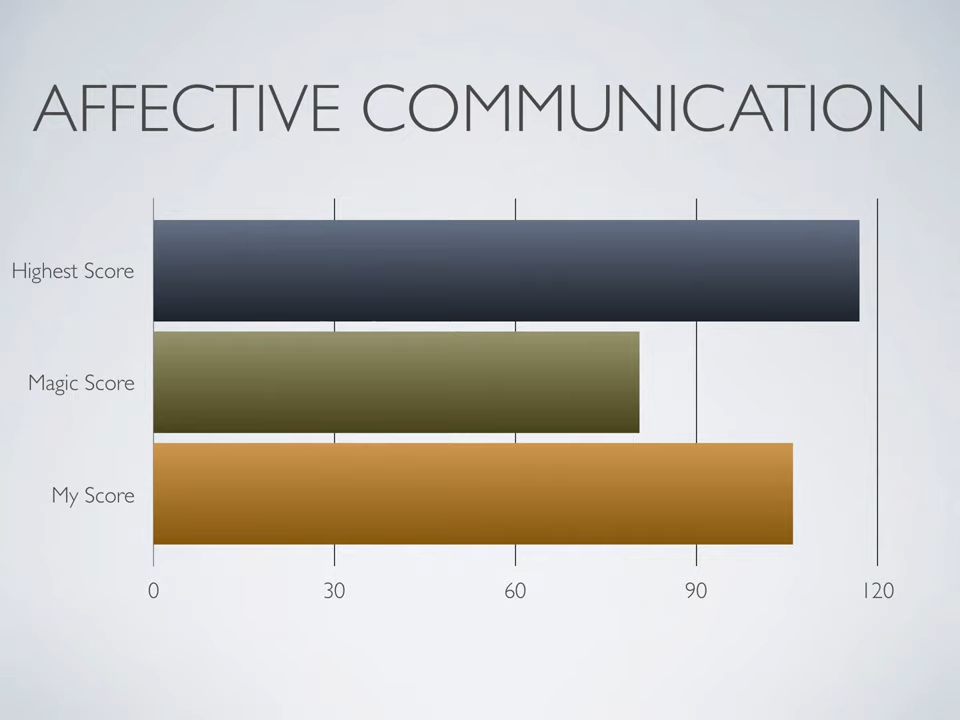 AFFECTIVE COMMUNICATION
Highest Score
Magic Score
My Score
0 30 60 90 120